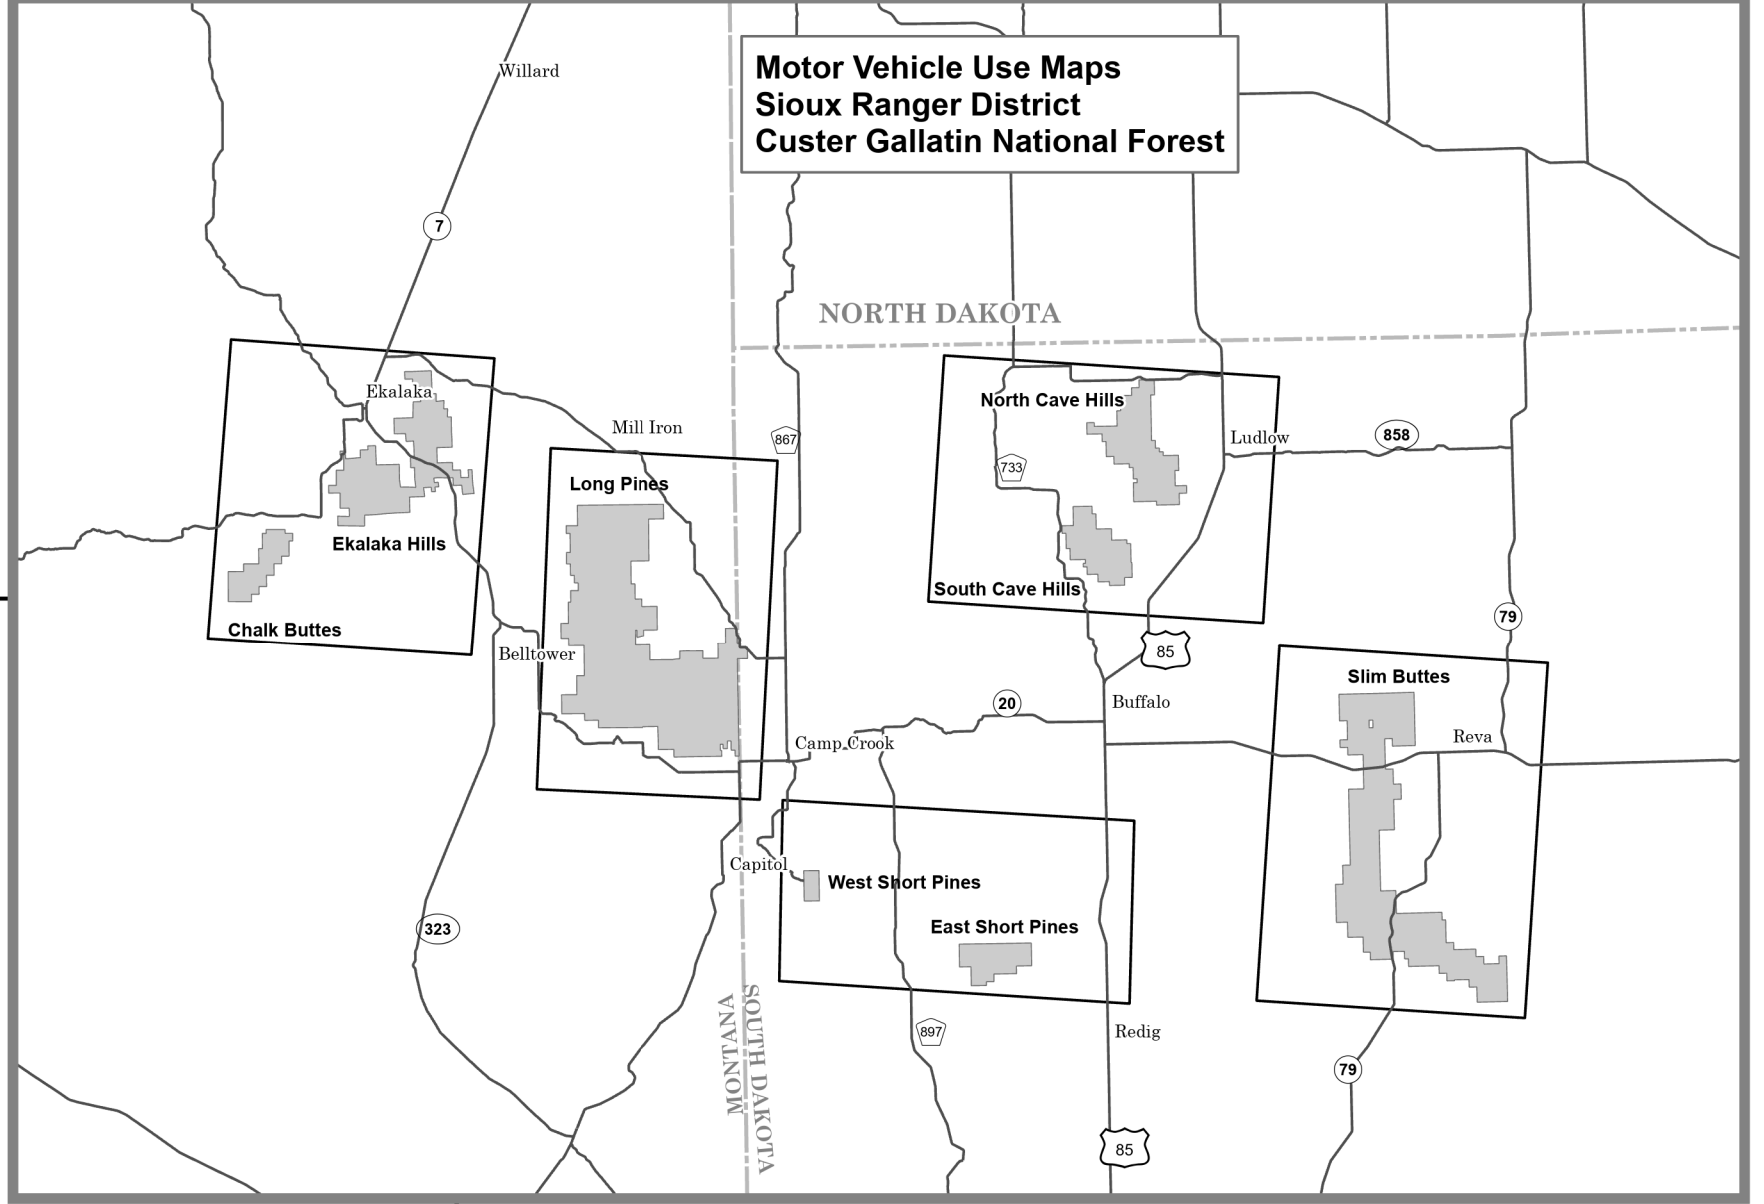 Motor Vehicle Use Maps
Sioux Ranger District
Custer Gallatin National Forest
Willard
7
NORTH DAKOTA
Ekalaka
North Cave Hills
Mill Iron
867
Ludlow
858
733
Long Pines
Ekalaka Hills
South Cave Hills
Chalk Buttes
79
Belltower
85
Slim Buttes
20
Buffalo
Camp Crook
Reva
Capitol
West Short Pines
323
East Short Pines
MONTANA
SOUTH DAKOTA
897
Redig
79
85